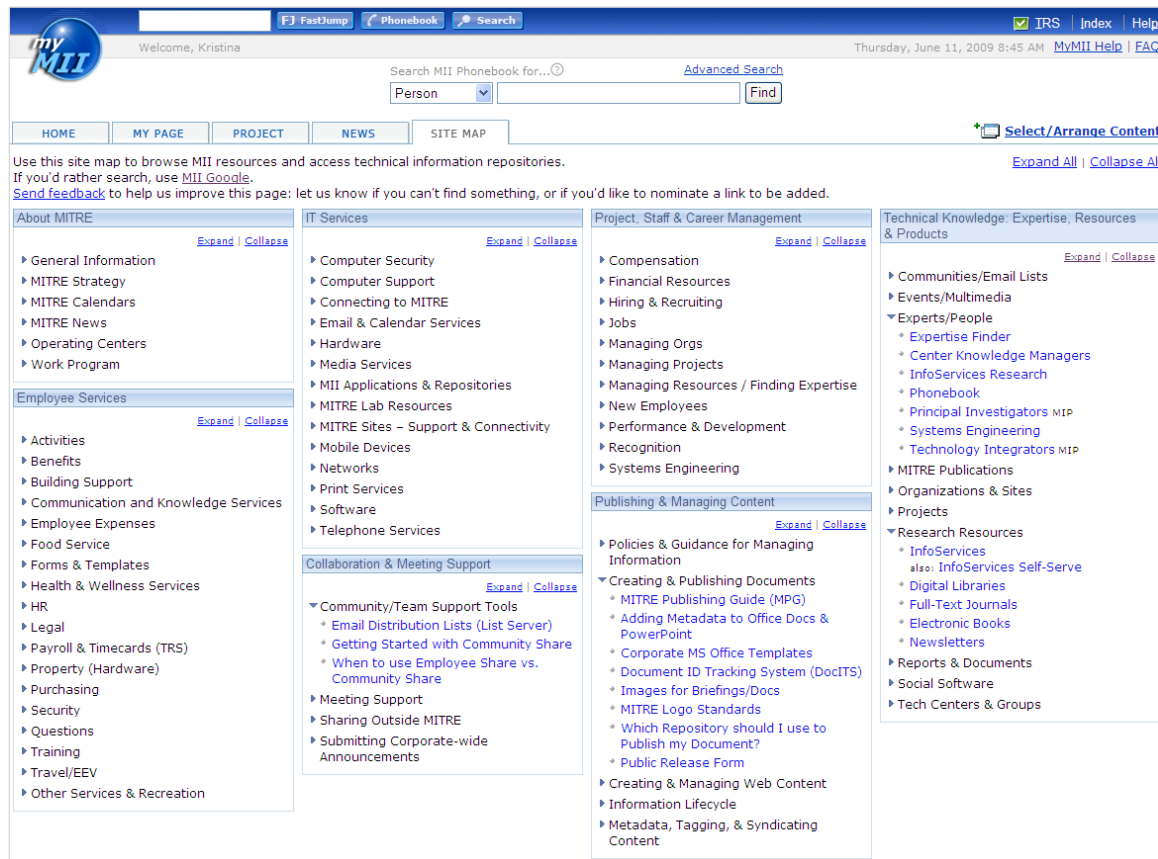 FJ FastJump
Phonebook
Search
TRS | Index | Help
my
MII
Welcome, Kristina
Thursday, June 11, 2009 8:45 AM MyMII Help | FAQ
Search MII Phonebook for...?
Advanced Search
Person
Find
HOME
MY PAGE
PROJECT
NEWS
SITE MAP
Select/Arrange Content
Use this site map to browse MII resources and access technical information repositories.
Expand All | Collapse Al
If you'd rather search, use MII Google.
Send feedback to help us improve this page: let us know if you can't find something, or if you'd like to nominate a link to be added.
About MITRE
Expand | Collapse
General Information
MITRE Strategy
MITRE Calendars
MITRE News
Operating Centers
Work Program
Employee Services
Expand | Collapse
Activities
Benefits
Building Support
Communication and Knowledge Services
Employee Expenses
Food Service
Forms & Templates
Health & Wellness Services
HR
Legal
Payroll & Timecards (TRS)
Property (Hardware)
Purchasing
Security
Questions
Training
Travel/EEV
Other Services & Recreation
IT Services
Expand | Collapse
Computer Security
Computer Support
Connecting to MITRE
Email & Calendar Services
Hardware
Media Services
MII Applications & Repositories
MITRE Lab Resources
MITRE Sites – Support & Connectivity
Mobile Devices
Networks
Print Services
Software
Telephone Services
Collaboration & Meeting Support
Expand | Collapse
Community/Team Support Tools
Email Distribution Lists (List Server)
Getting Started with Community Share
When to use Employee Share vs.
Community Share
Meeting Support
Sharing Outside MITRE
Submitting Corporate-wide
Announcements
Project, Staff & Career Management
Expand | Collapse
Compensation
Financial Resources
Hiring & Recruiting
Jobs
Managing Orgs
Managing Projects
Managing Resources / Finding Expertise
New Employees
Performance & Development
Recognition
Systems Engineering
Publishing & Managing Content
Expand | Collapse
Policies & Guidance for Managing
Information
Creating & Publishing Documents
MITRE Publishing Guide (MPG)
Adding Metadata to Office Docs &
PowerPoint
Corporate MS Office Templates
Document ID Tracking System (DocITS)
Images for Briefings/Docs
MITRE Logo Standards
Which Repository should I use to
Publish my Document?
Public Release Form
Creating & Managing Web Content
Information Lifecycle
Metadata, Tagging, & Syndicating
Content
Technical Knowledge: Expertise, Resources
& Products
Expand | Collapse
Communities/Email Lists
Events/Multimedia
Experts/People
Expertise Finder
Center Knowledge Managers
InfoServices Research
Phonebook
Principal Investigators MIP
Systems Engineering
Technology Integrators MIP
MITRE Publications
Organizations & Sites
Projects
Research Resources
InfoServices
also: InfoServices Self-Serve
Digital Libraries
Full-Text Journals
Electronic Books
Newsletters
Reports & Documents
Social Software
Tech Centers & Groups